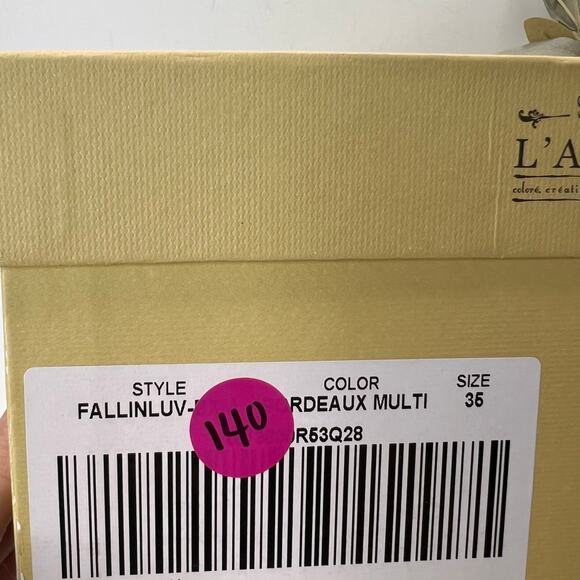 L'A
coloré. créati
STYLE COLOR SIZE
FALLINLUV- RDEAUX MULTI 35
140
R53Q28